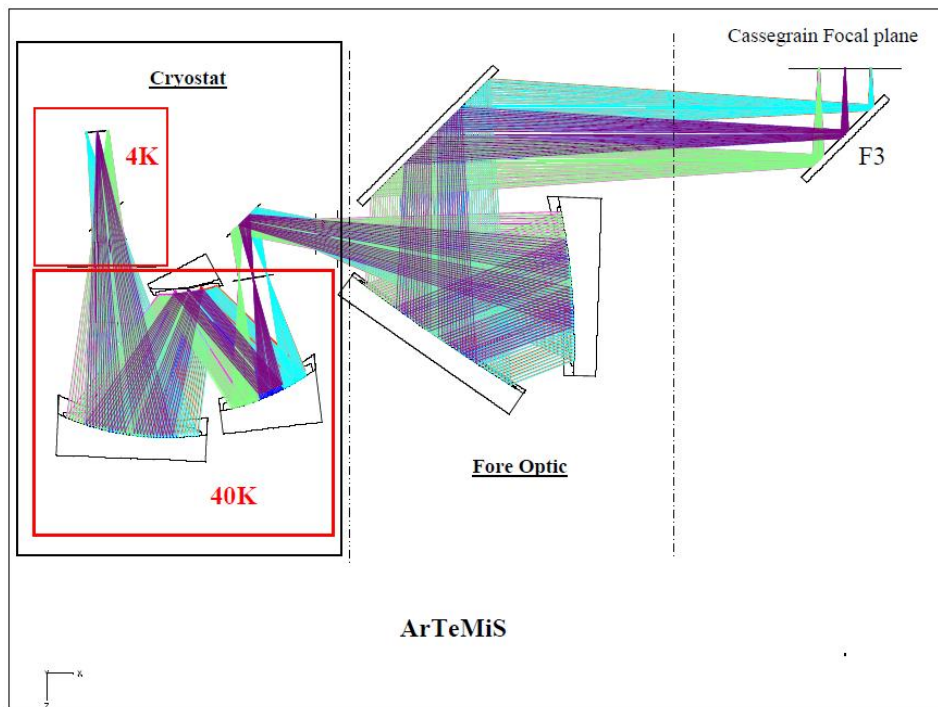 Cassegrain Focal plane
Cryostat
4K
F3
Fore Optic
40K
ArTeMiS
X
Z